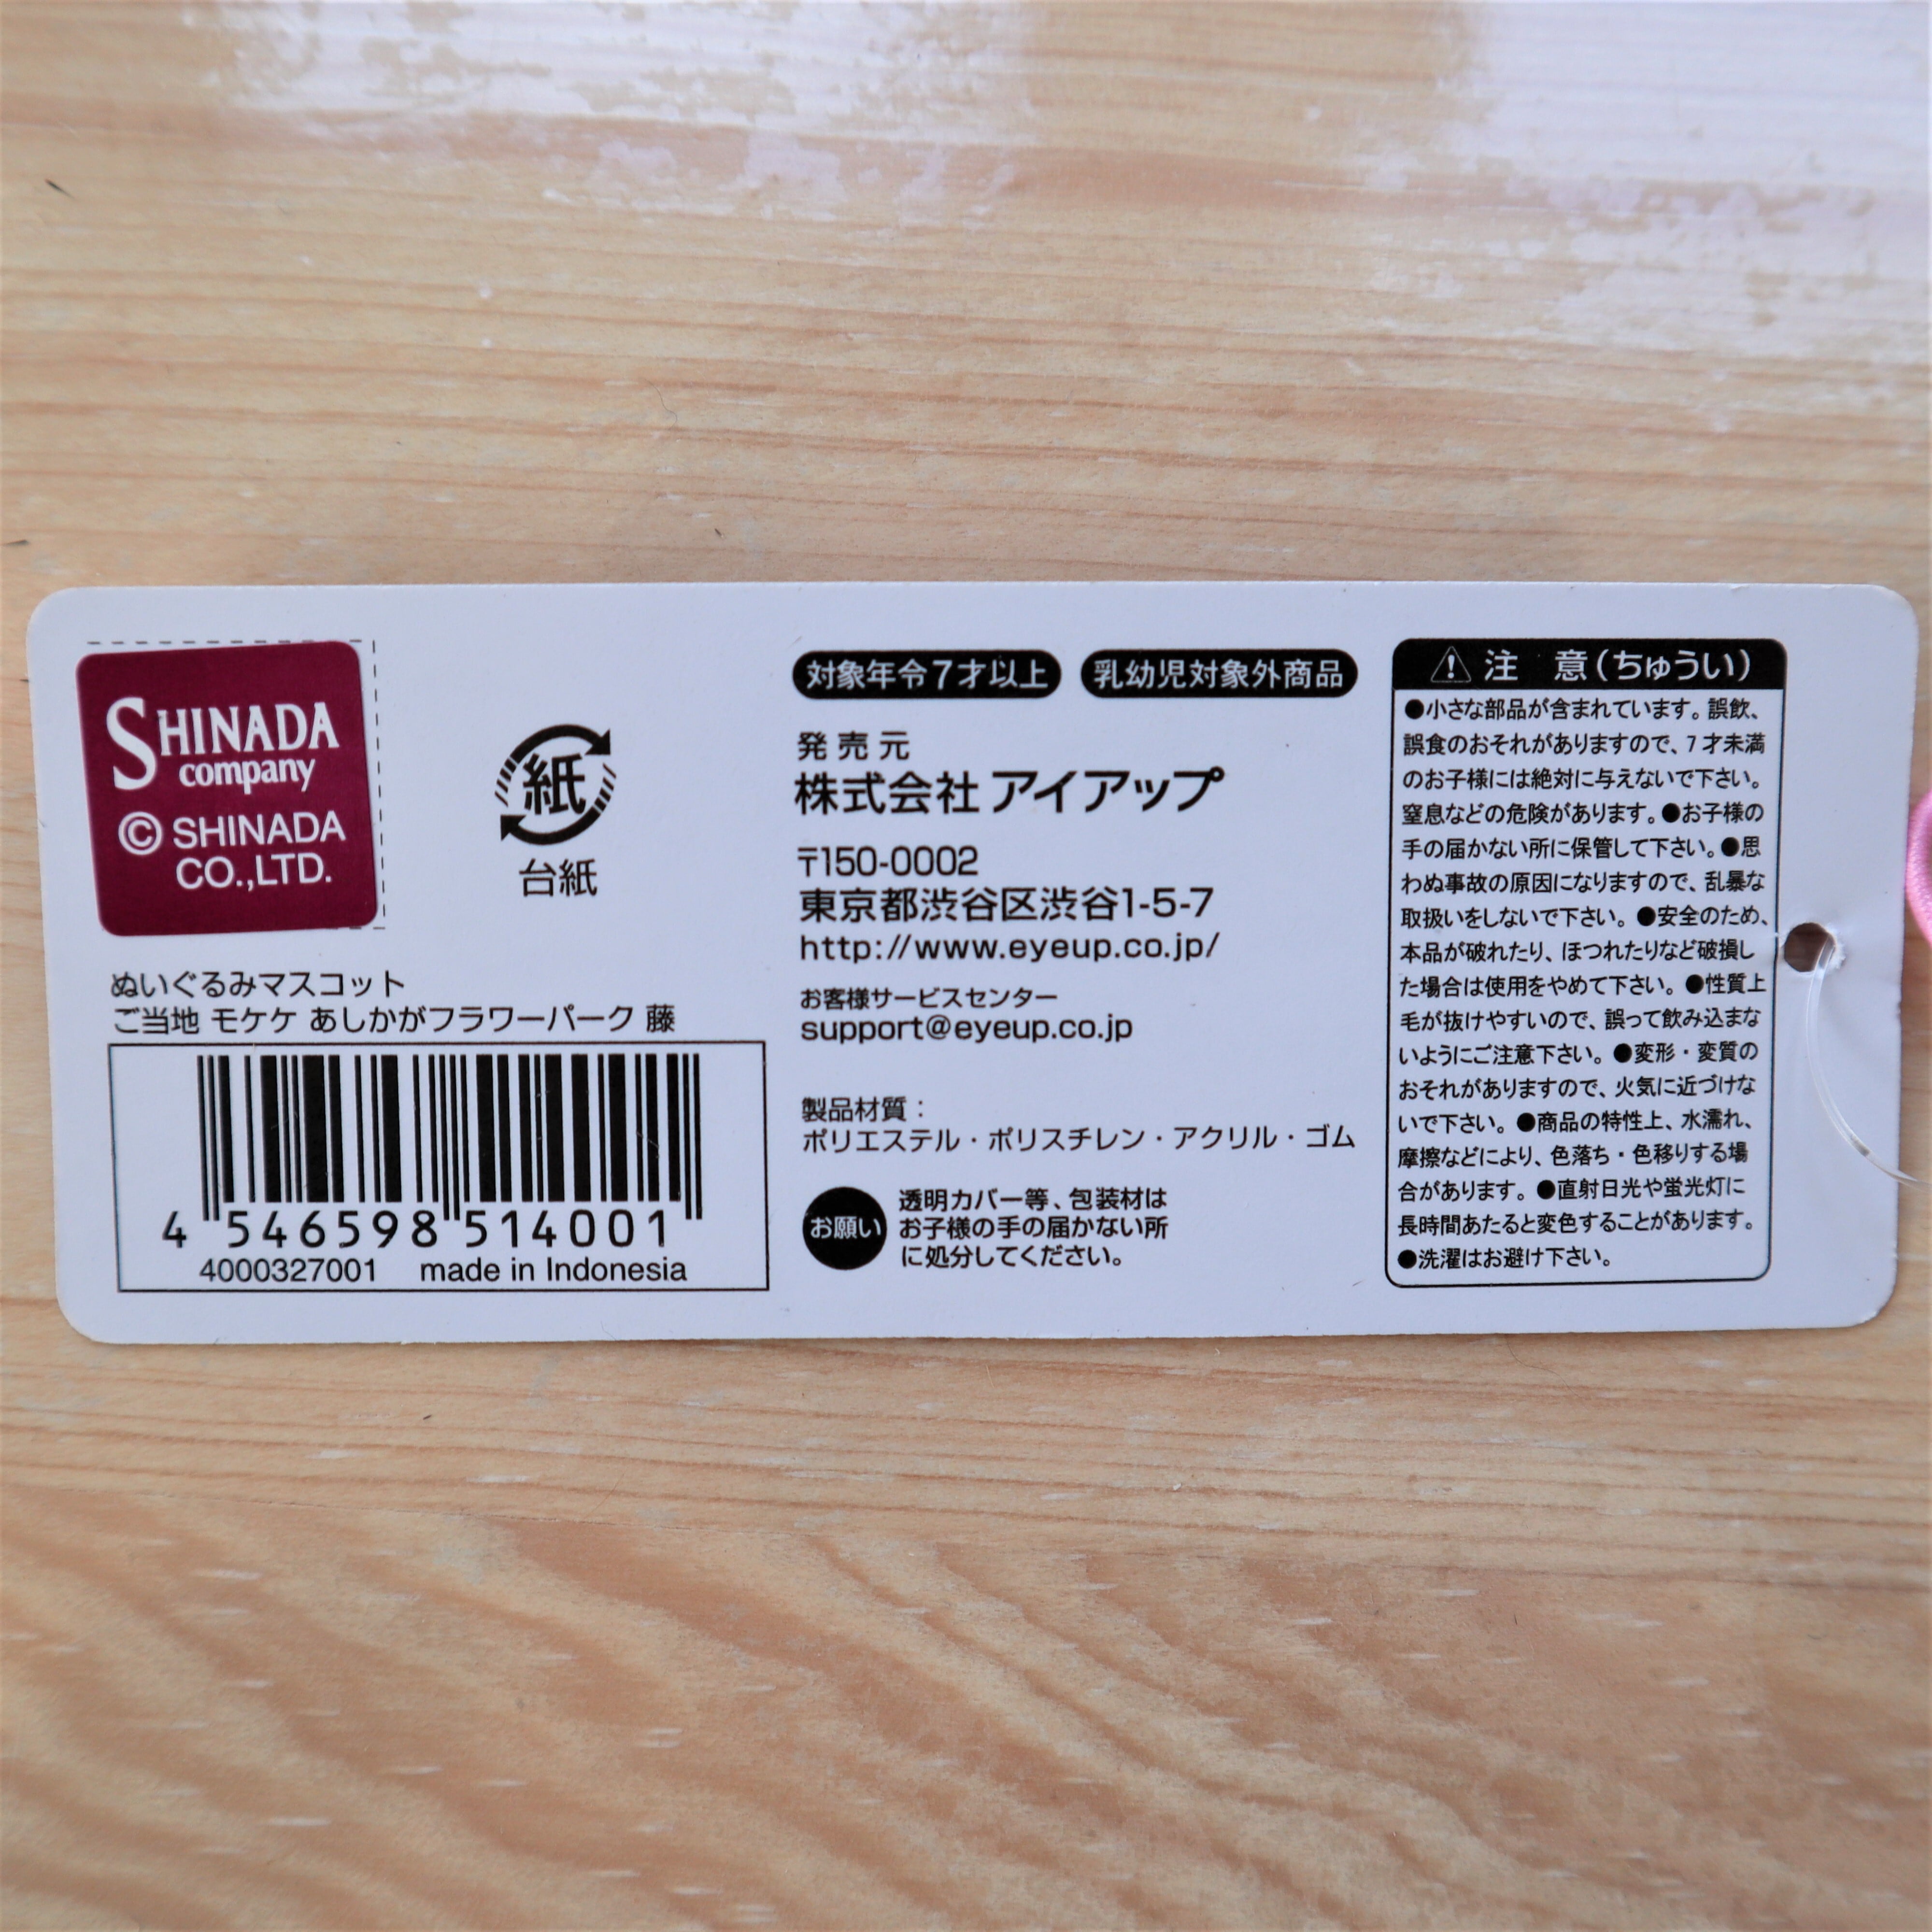 SHINADA
company
© SHINADA
CO.,LTD.
紙
台紙
ぬいぐるみマスコット
ご当地 モケケ あしかがフラワーパーク 藤
4 546598 514001
4000327001 made in Indonesia
対象年令7才以上 乳幼児対象外商品
発売元
株式会社 アイアップ
〒150-0002
東京都渋谷区渋谷1-5-7
http://www.eyeup.co.jp/
お客様サービスセンター
support@eyeup.co.jp
製品材質：
ポリエステル・ポリスチレン・アクリル・ゴム
お願い
透明カバー等、包装材は
お子様の手の届かない所
に処分してください。
注 意(ちゅうい)
●小さな部品が含まれています。誤飲、
誤食のおそれがありますので、7才未満
のお子様には絶対に与えないで下さい。
窒息などの危険があります。●お子様の
手の届かない所に保管して下さい。●思
わぬ事故の原因になりますので、乱暴な
取扱いをしないで下さい。●安全のため、
本品が破れたり、ほつれたりなど破損し
た場合は使用をやめて下さい。●性質上
毛が抜けやすいので、誤って飲み込まな
いようにご注意下さい。●変形・変質の
おそれがありますので、火気に近づけな
いで下さい。●商品の特性上、水濡れ、
摩擦などにより、色落ち・色移りする場
合があります。●直射日光や蛍光灯に
長時間あたると変色することがあります。
●洗濯はお避け下さい。